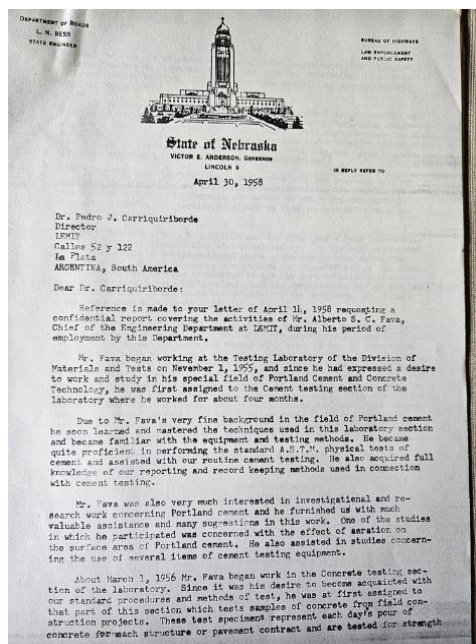 DEPARTMENT OF ROADS
L. N. RESS
STATE ENGINEER
BUREAU OF HIGHWAYS
LAW ENFORCEMENT
AND PUBLIC SAFETY
State of Nebraska
VICTOR E. ANDERSON, GOVERNOR
LINCOLN 9
IN REPLY REFER TO
April 30, 1958
Dr. Pedro J. Carriquiriborde
Director
LEMIT
Calles 52 y 122
La Plata
ARGENTINA, South America
Dear Dr. Carriquiriborde:
Reference is made to your letter of April 14, 1958 requesting a
confidential report covering the activities of Mr. Alberto S. C. Fava,
Chief of the Engineering Department at LEMIT, during his period of
employment by this Department.
Mr. Fava began working at the Testing Laboratory of the Division of
Materials and Tests on November 1, 1955, and since he had expressed a desire
to work and study in his special field of Portland Cement and Concrete
Technology, he was first assigned to the Cement testing section of the
laboratory where he worked for about four months.
Due to Mr. Fava's very fine background in the field of Portland cement
he soon learned and mastered the techniques used in this laboratory section
and became familiar with the equipment and testing methods. He became
quite proficient in performing the standard A.S.T.M. physical tests of
cement and assisted with our routine cement testing. He also acquired full
knowledge of our reporting and record keeping methods used in connection
with cement testing.
Mr. Fava was also very much interested in investigational and re-
search work concerning Portland cement and he furnished us with much
valuable assistance and many suggestions in this work. One of the studies
in which he participated was concerned with the effect of aeration on
the surface area of Portland cement. He also assisted in studies concern-
ing the use of several items of cement testing equipment.
About March 1, 1956 Mr. Fava began work in the Concrete testing sec-
tion of the laboratory. Since it was his desire to become acquainted with
our standard procedures and methods of test, he was at first assigned to
that part of this section which tests samples of concrete from field con-
struction projects. These test specimens represent each day's pour of
concrete for each structure or pavement contract and are tested for strength